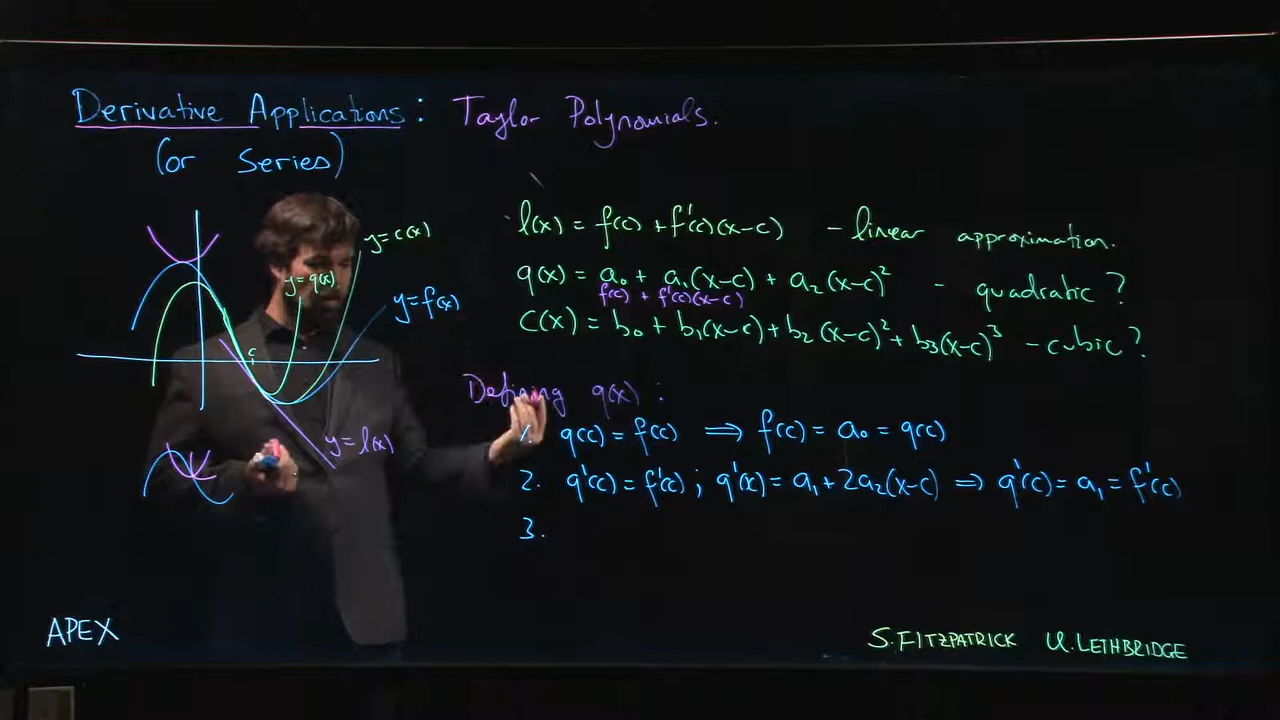 Derivative Applications: Taylor Polynomials.
(or Series)
y=c(x)
y=q(x)
y=f(x)
c
y=l(x)
l(x) = f(c) + f'(c)(x-c) - linear approximation.
q(x) = a₀ + a₁(x-c) + a₂(x-c)² - quadratic?
f(c) + f'(c)(x-c)
c(x) = b₀ + b₁(x-c) + b₂(x-c)² + b₃(x-c)³ - cubic?
Defining q(x):
1. q(c) = f(c) ⟹ f(c) = a₀ = q(c)
2. q'(c) = f'(c); q'(x) = a₁ + 2a₂(x-c) ⟹ q'(c) = a₁ = f'(c)
3.
APEX
S. FITZPATRICK U. LETHBRIDGE